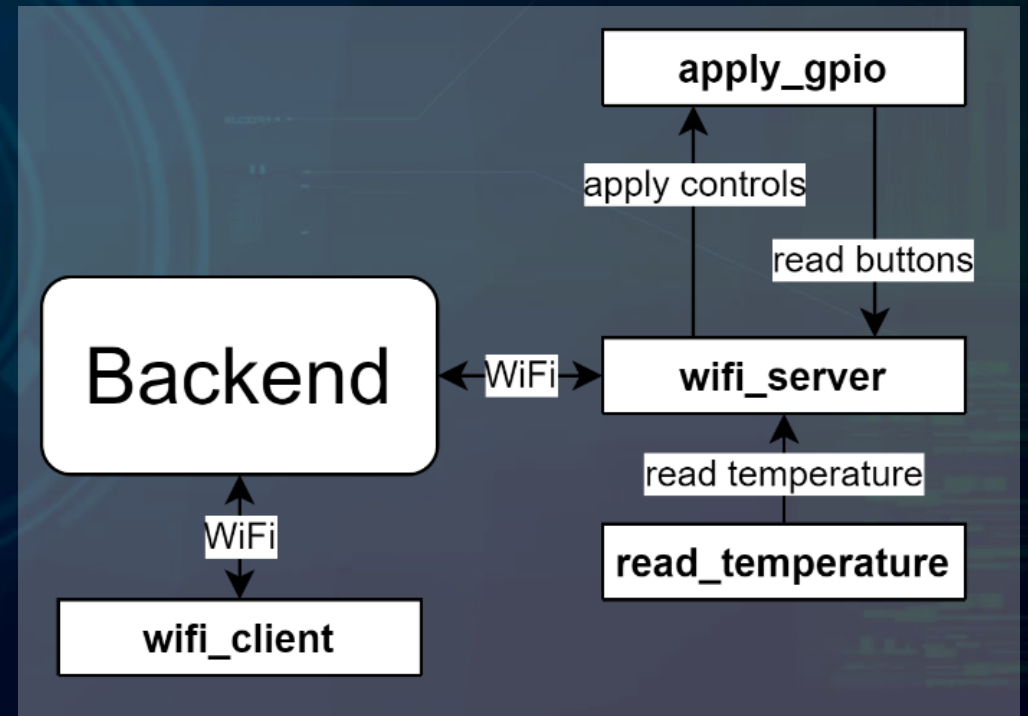 apply_gpio
apply controls
read buttons
Backend
WiFi
wifi_server
read temperature
WiFi
read_temperature
wifi_client